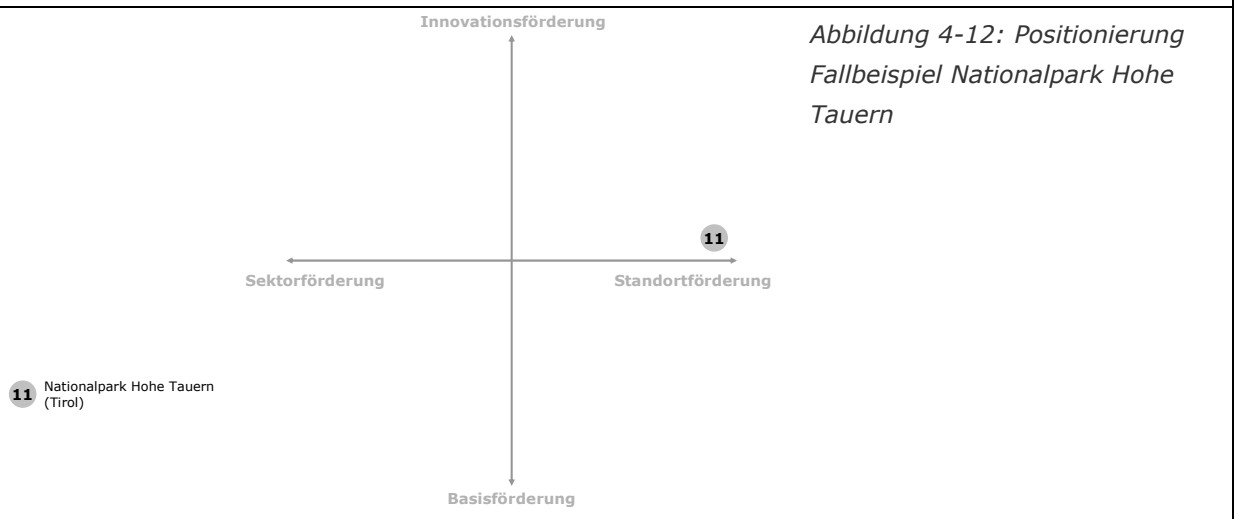 Innovationsförderung
Abbildung 4-12: Positionierung
Fallbeispiel Nationalpark Hohe
Tauern
11
Sektorförderung
Standortförderung
11 Nationalpark Hohe Tauern
(Tirol)
Basisförderung